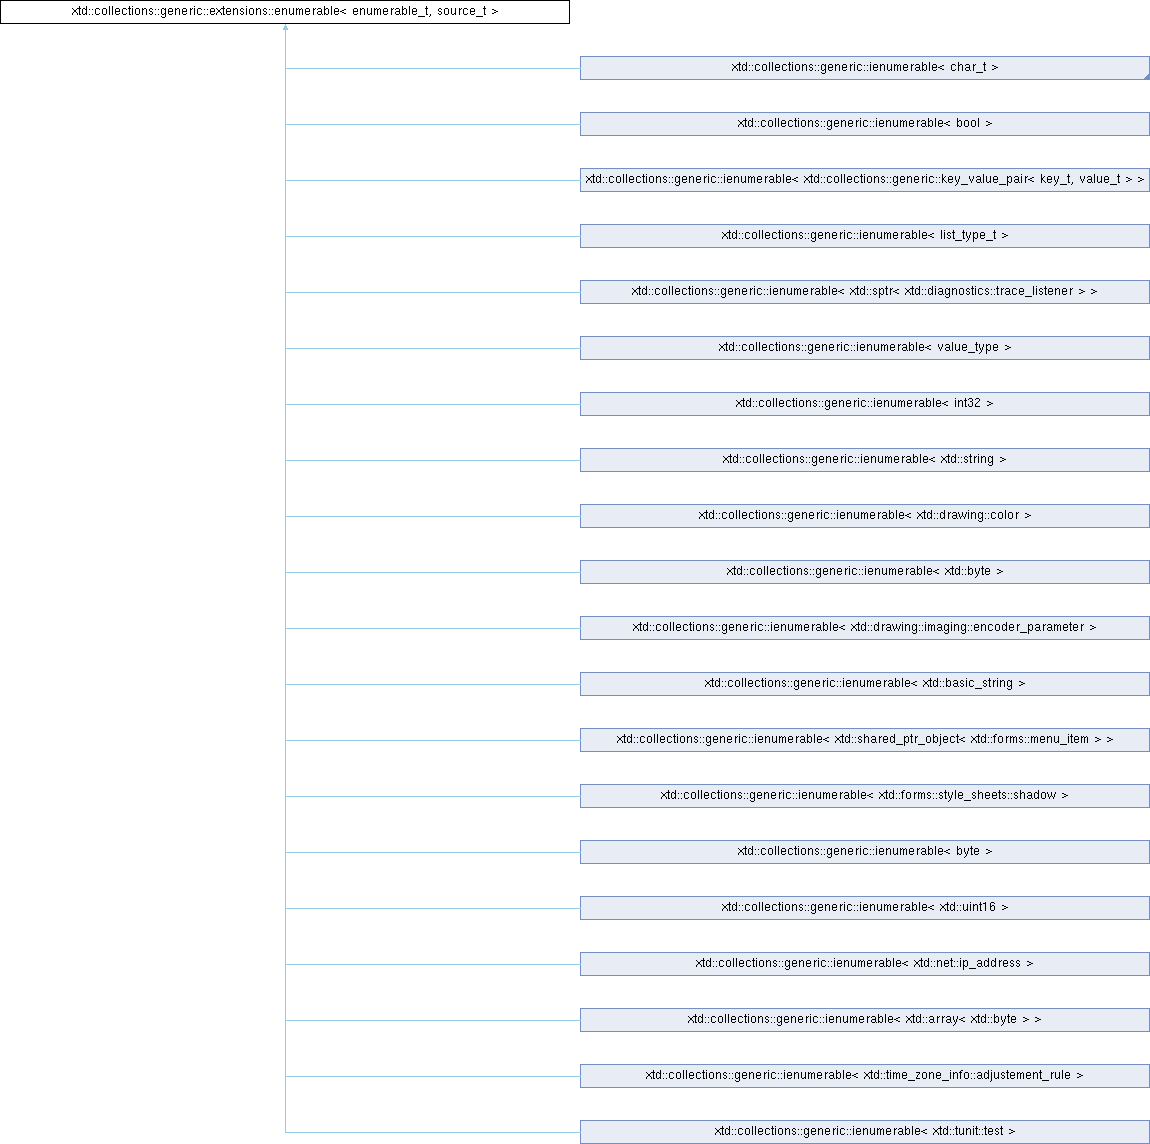 xtd::collections::generic::extensions::enumerable< enumerable_t, source_t >
xtd::collections::generic::ienumerable< char_t >
xtd::collections::generic::ienumerable< bool >
xtd::collections::generic::ienumerable< xtd::collections::generic::key_value_pair< key_t, value_t > >
xtd::collections::generic::ienumerable< list_type_t >
xtd::collections::generic::ienumerable< xtd::sptr< xtd::diagnostics::trace_listener > >
xtd::collections::generic::ienumerable< value_type >
xtd::collections::generic::ienumerable< int32 >
xtd::collections::generic::ienumerable< xtd::string >
xtd::collections::generic::ienumerable< xtd::drawing::color >
xtd::collections::generic::ienumerable< xtd::byte >
xtd::collections::generic::ienumerable< xtd::drawing::imaging::encoder_parameter >
xtd::collections::generic::ienumerable< xtd::basic_string >
xtd::collections::generic::ienumerable< xtd::shared_ptr_object< xtd::forms::menu_item > >
xtd::collections::generic::ienumerable< xtd::forms::style_sheets::shadow >
xtd::collections::generic::ienumerable< byte >
xtd::collections::generic::ienumerable< xtd::uint16 >
xtd::collections::generic::ienumerable< xtd::net::ip_address >
xtd::collections::generic::ienumerable< xtd::array< xtd::byte > >
xtd::collections::generic::ienumerable< xtd::time_zone_info::adjustement_rule >
xtd::collections::generic::ienumerable< xtd::tunit::test >